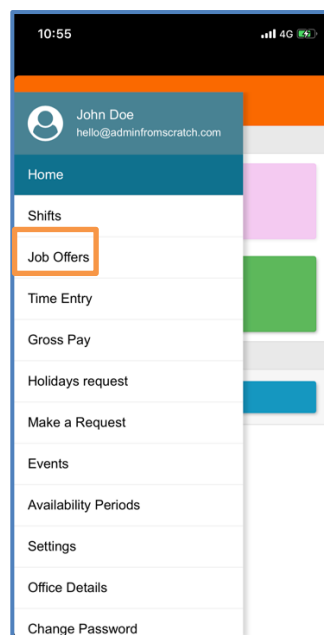 10:55
4G
John Doe
hello@adminfromscratch.com
Home
Shifts
Job Offers
Time Entry
Gross Pay
Holidays request
Make a Request
Events
Availability Periods
Settings
Office Details
Change Password